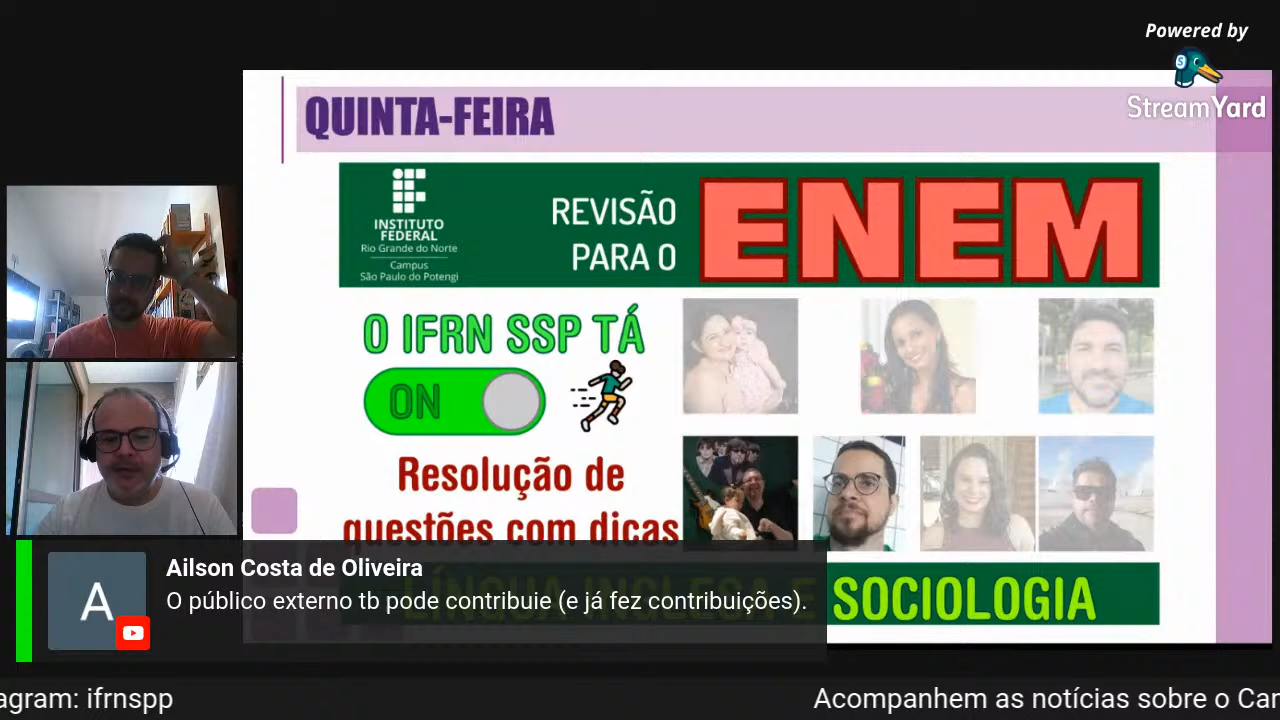 Powered by
StreamYard
QUINTA-FEIRA
INSTITUTO
FEDERAL
Rio Grande do Norte
Campus
São Paulo do Potengi
REVISÃO
PARA O
ENEM
O IFRN SSP TÁ
ON
Resolução de
questões com dicas
LÍNGUA INGLESA E SOCIOLOGIA
A
Ailson Costa de Oliveira
O público externo tb pode contribuie (e já fez contribuições).
agram: ifrnspp
Acompanhem as notícias sobre o Car